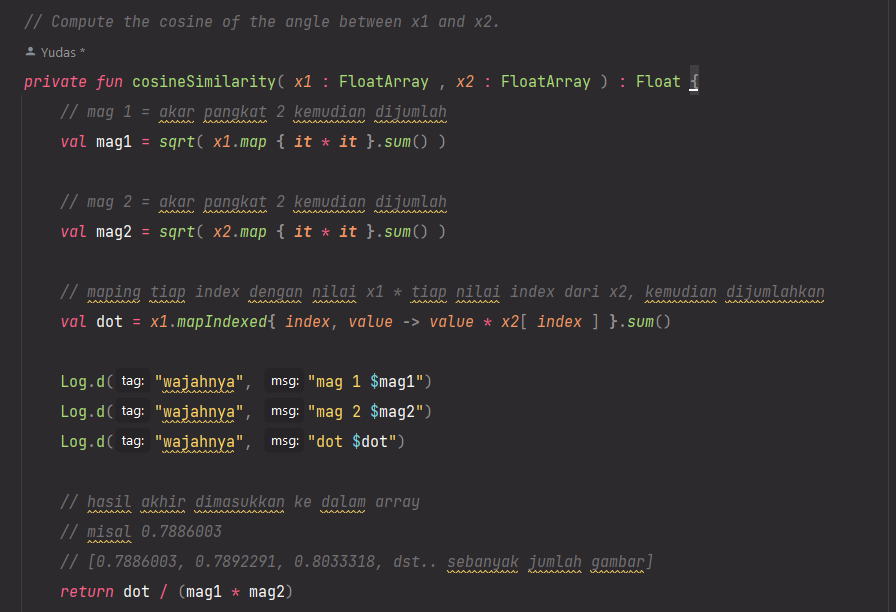 // Compute the cosine of the angle between x1 and x2.
Yudas *
private fun cosineSimilarity( x1 : FloatArray , x2 : FloatArray ) : Float {
// mag 1 = akar pangkat 2 kemudian dijumlah
val mag1 = sqrt( x1.map { it * it }.sum() )
// mag 2 = akar pangkat 2 kemudian dijumlah
val mag2 = sqrt( x2.map { it * it }.sum() )
// maping tiap index dengan nilai x1 * tiap nilai index dari x2, kemudian dijumlahkan
val dot = x1.mapIndexed{ index, value -> value * x2[ index ] }.sum()
Log.d( tag: "wajahnya", msg: "mag 1 $mag1")
Log.d( tag: "wajahnya", msg: "mag 2 $mag2")
Log.d( tag: "wajahnya", msg: "dot $dot")
// hasil akhir dimasukkan ke dalam array
// misal 0.7886003
// [0.7886003, 0.7892291, 0.8033318, dst.. sebanyak jumlah gambar]
return dot / (mag1 * mag2)